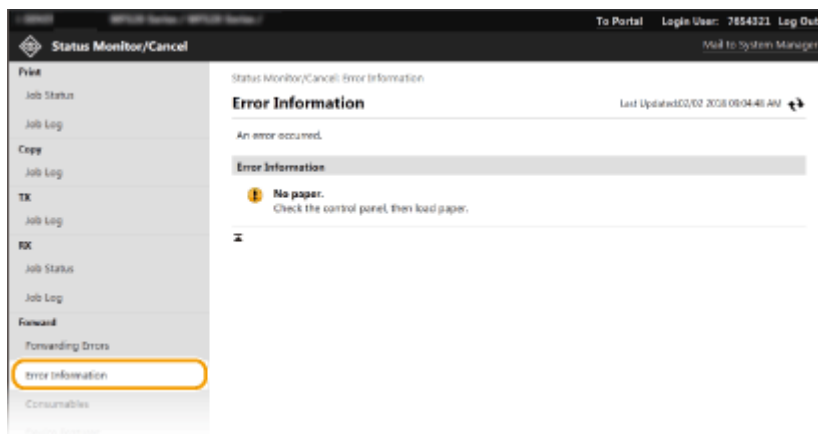 To Portal Login User: 7654321 Log Out
Status Monitor/Cancel
Mail to System Manager
Print
Job Status
Job Log
Copy
Job Log
TX
Job Log
RX
Job Status
Job Log
Forward
Forwarding Errors
Error Information
Consumables
Status Monitor/Cancel: Error Information
Error Information
Last Updated:02/02 2018 09:04:48 AM
An error occurred.
Error Information
No paper.
Check the control panel, then load paper.